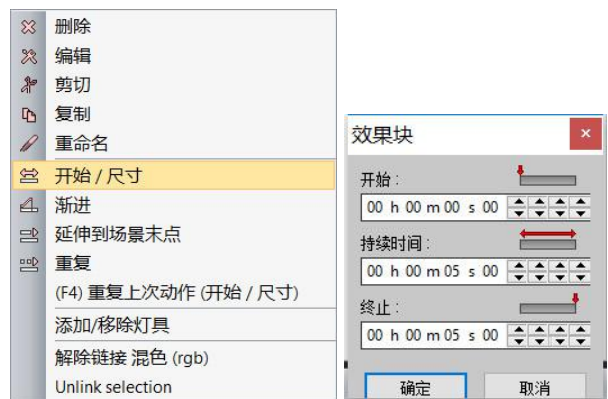 删除
编辑
剪切
复制
重命名
开始 / 尺寸
渐进
延伸到场景末点
重复
(F4) 重复上次动作 (开始 / 尺寸)
添加/移除灯具
解除链接 混色 (rgb)
Unlink selection
效果块
开始 :
00 h 00 m 00 s 00
持续时间 :
00 h 00 m 05 s 00
终止 :
00 h 00 m 05 s 00
确定 取消